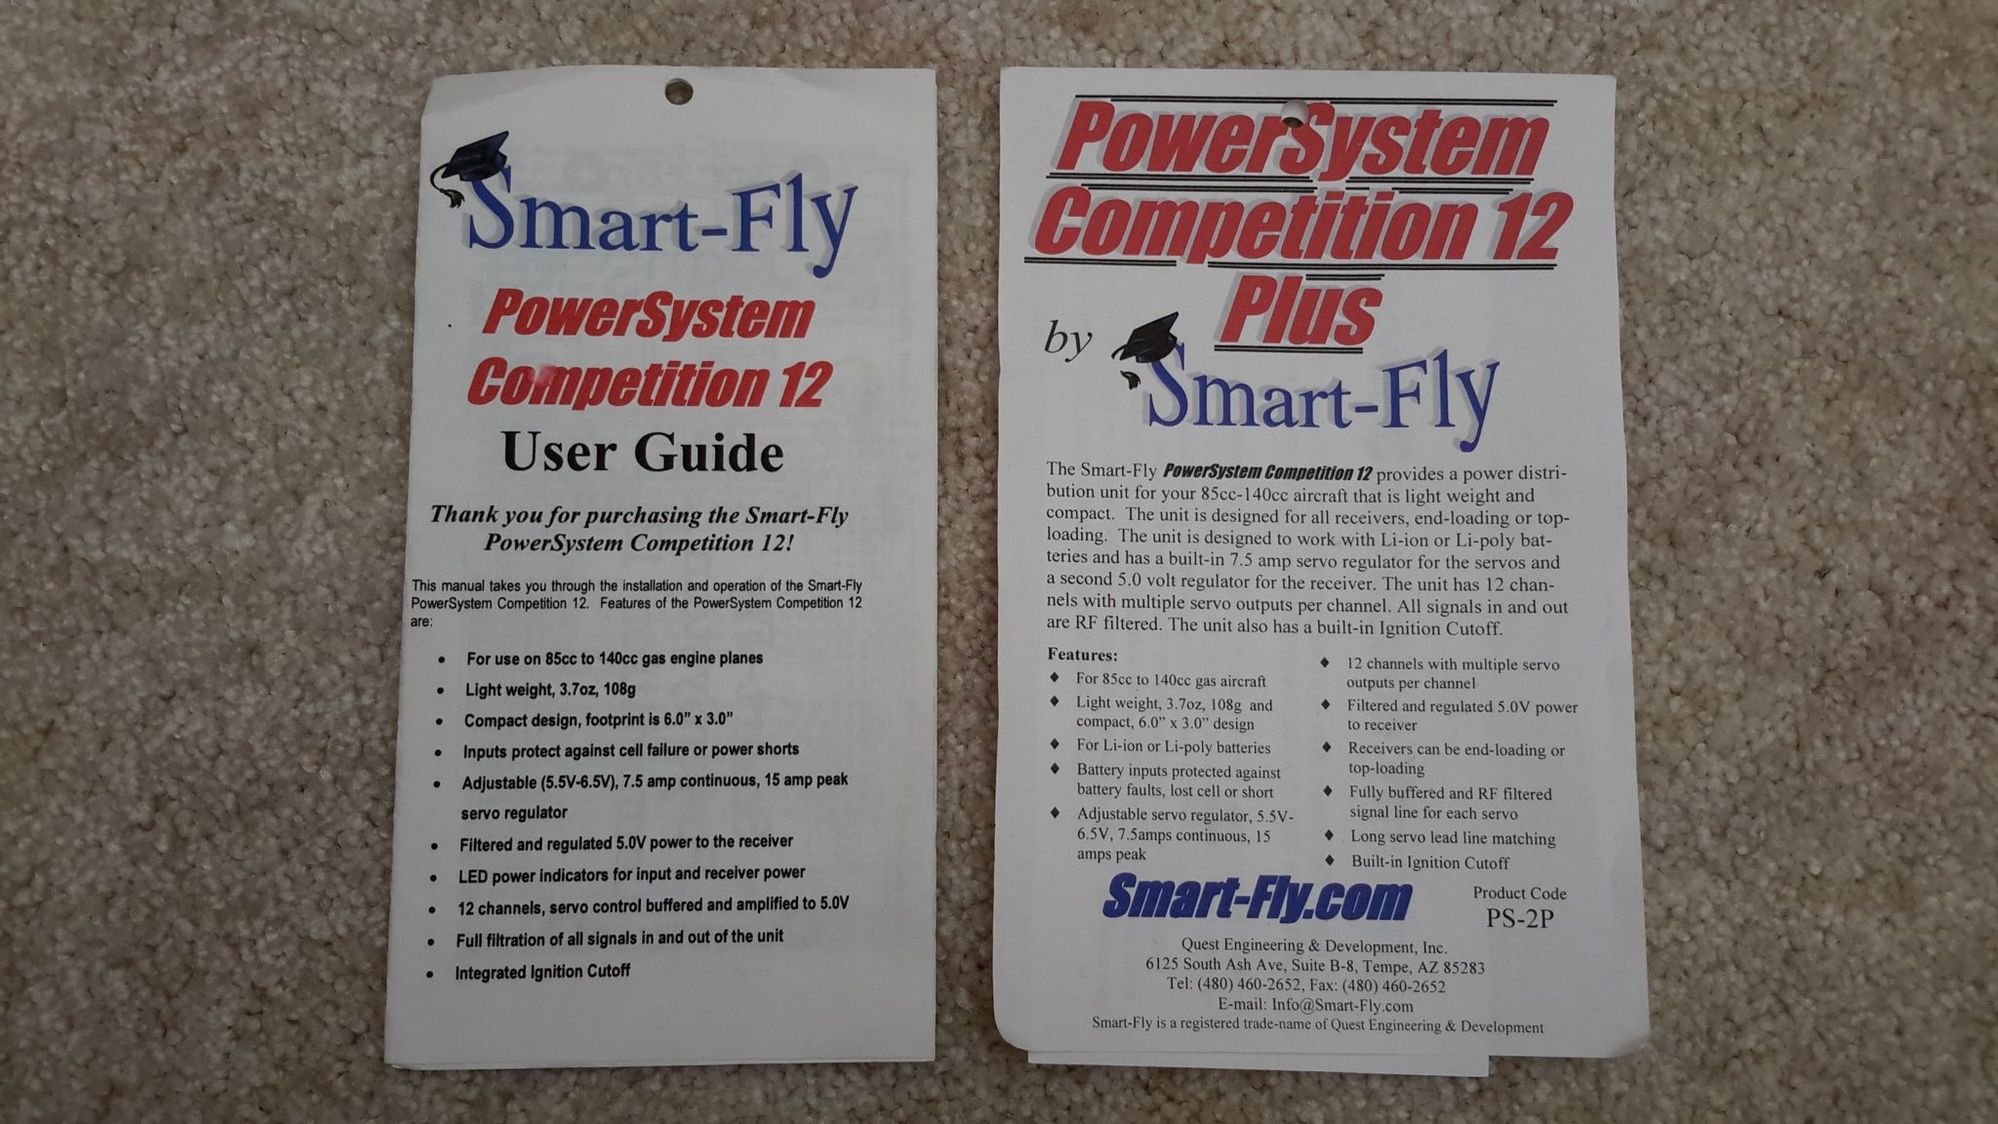 Smart-Fly
PowerSystem
Competition 12
User Guide
Thank you for purchasing the Smart-Fly
PowerSystem Competition 12!
This manual takes you through the installation and operation of the Smart-Fly
PowerSystem Competition 12. Features of the PowerSystem Competition 12
are:
• For use on 85cc to 140cc gas engine planes
• Light weight, 3.7oz, 108g
• Compact design, footprint is 6.0” x 3.0”
• Inputs protect against cell failure or power shorts
• Adjustable (5.5V-6.5V), 7.5 amp continuous, 15 amp peak
servo regulator
• Filtered and regulated 5.0V power to the receiver
• LED power indicators for input and receiver power
• 12 channels, servo control buffered and amplified to 5.0V
• Full filtration of all signals in and out of the unit
• Integrated Ignition Cutoff
PowerSystem
Competition 12
Plus
by Smart-Fly
The Smart-Fly PowerSystem Competition 12 provides a power distri-
bution unit for your 85cc-140cc aircraft that is light weight and
compact. The unit is designed for all receivers, end-loading or top-
loading. The unit is designed to work with Li-ion or Li-poly bat-
teries and has a built-in 7.5 amp servo regulator for the servos and
a second 5.0 volt regulator for the receiver. The unit has 12 chan-
nels with multiple servo outputs per channel. All signals in and out
are RF filtered. The unit also has a built-in Ignition Cutoff.
Features:
♦ For 85cc to 140cc gas aircraft
♦ Light weight, 3.7oz, 108g and
compact, 6.0” x 3.0” design
♦ For Li-ion or Li-poly batteries
♦ Battery inputs protected against
battery faults, lost cell or short
♦ Adjustable servo regulator, 5.5V-
6.5V, 7.5amps continuous, 15
amps peak
♦ 12 channels with multiple servo
outputs per channel
♦ Filtered and regulated 5.0V power
to receiver
♦ Receivers can be end-loading or
top-loading
♦ Fully buffered and RF filtered
signal line for each servo
♦ Long servo lead line matching
♦ Built-in Ignition Cutoff
Smart-Fly.com
Product Code
PS-2P
Quest Engineering & Development, Inc.
6125 South Ash Ave, Suite B-8, Tempe, AZ 85283
Tel: (480) 460-2652, Fax: (480) 460-2652
E-mail: Info@Smart-Fly.com
Smart-Fly is a registered trade-name of Quest Engineering & Development